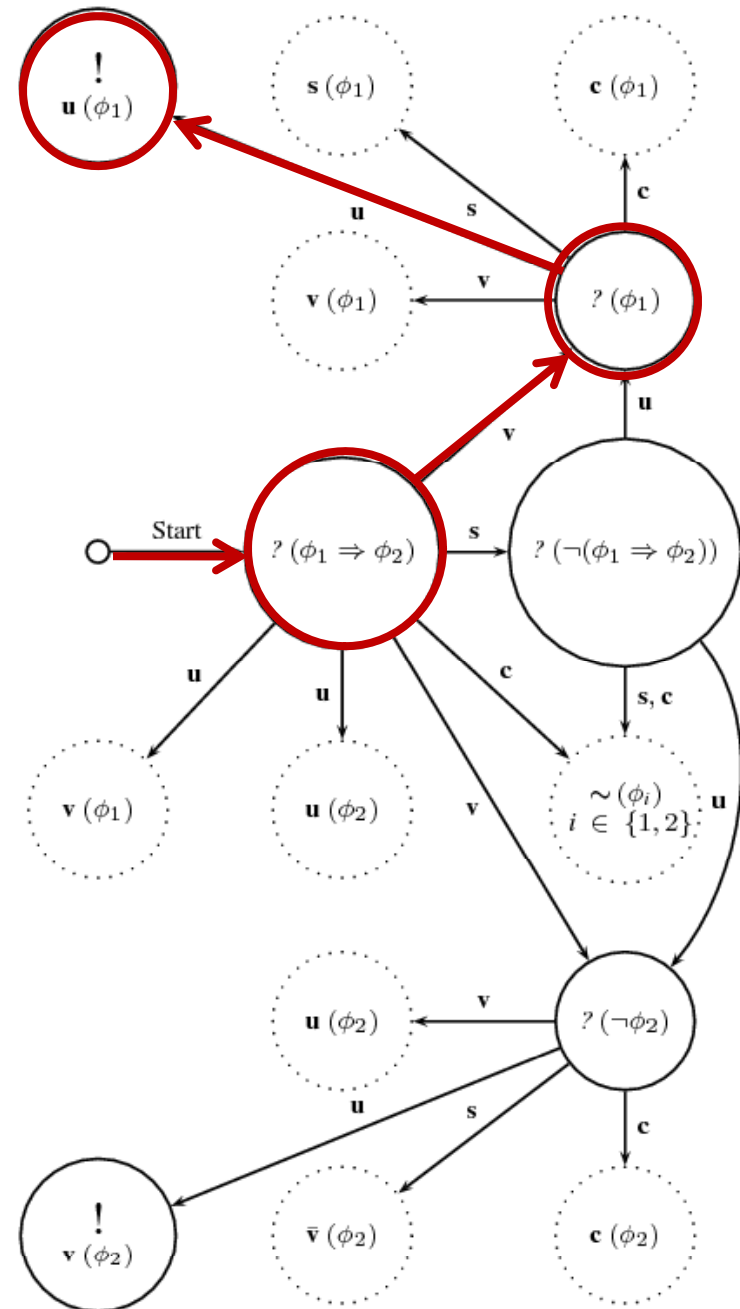 !
u (ϕ₁)
s (ϕ₁)
c (ϕ₁)
u
s
c
v (ϕ₁)
v
? (ϕ₁)
v
u
Start
? (ϕ₁ ⇒ ϕ₂)
s
? (¬(ϕ₁ ⇒ ϕ₂))
u
u
c
s, c
v (ϕ₁)
u (ϕ₂)
v
∼(ϕᵢ)
i ∈ {1, 2}
u
u (ϕ₂)
v
? (¬ϕ₂)
u
s
c
!
v (ϕ₂)
v̄ (ϕ₂)
c (ϕ₂)